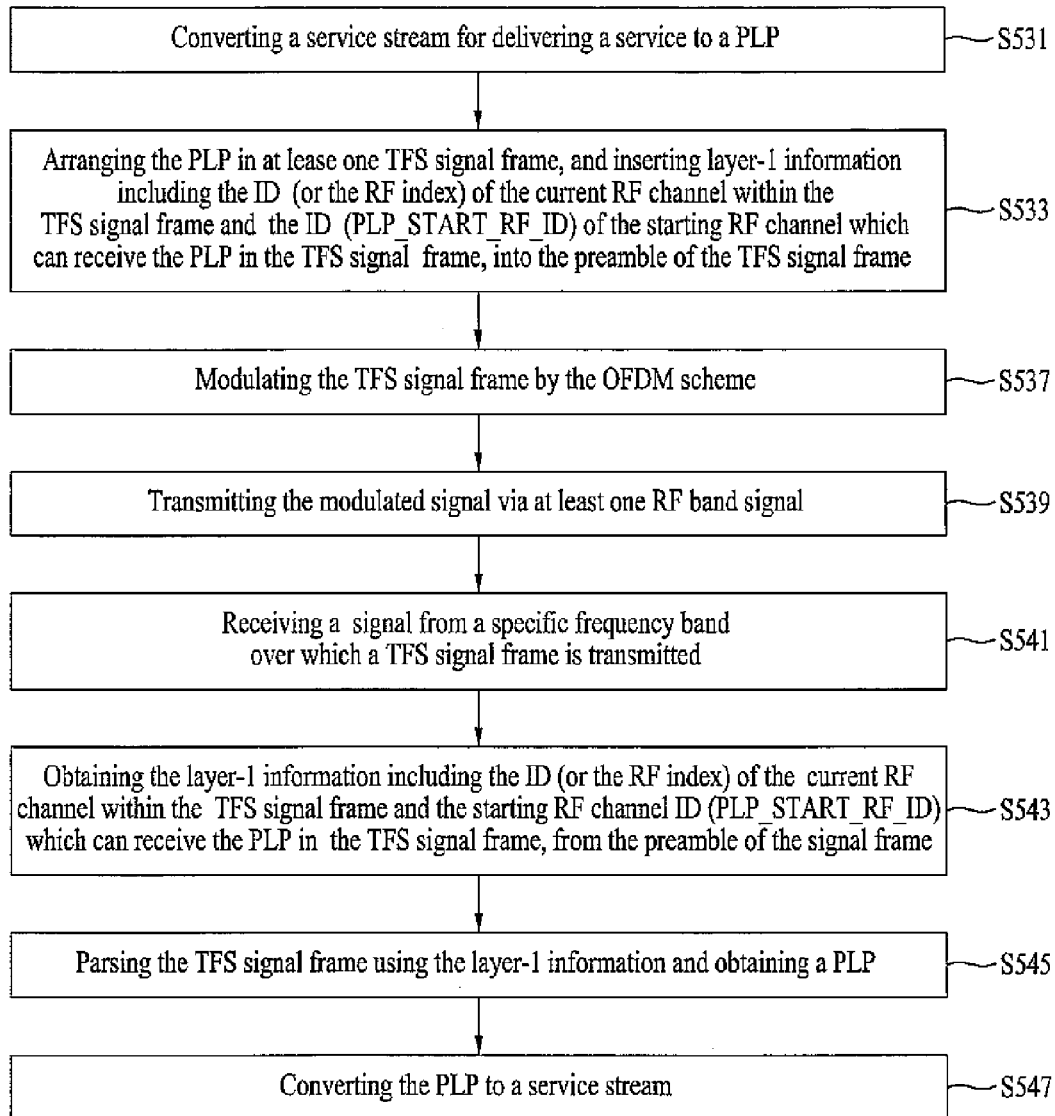 Converting a service stream for delivering a service to a PLP
S531
Arranging the PLP in at lease one TFS signal frame, and inserting layer-1 information
including the ID (or the RF index) of the current RF channel within the
TFS signal frame and the ID (PLP_START_RF_ID) of the starting RF channel which
can receive the PLP in the TFS signal frame, into the preamble of the TFS signal frame
S533
Modulating the TFS signal frame by the OFDM scheme
S537
Transmitting the modulated signal via at least one RF band signal
S539
Receiving a signal from a specific frequency band
over which a TFS signal frame is transmitted
S541
Obtaining the layer-1 information including the ID (or the RF index) of the current RF
channel within the TFS signal frame and the starting RF channel ID (PLP_START_RF_ID)
which can receive the PLP in the TFS signal frame, from the preamble of the signal frame
S543
Parsing the TFS signal frame using the layer-1 information and obtaining a PLP
S545
Converting the PLP to a service stream
S547